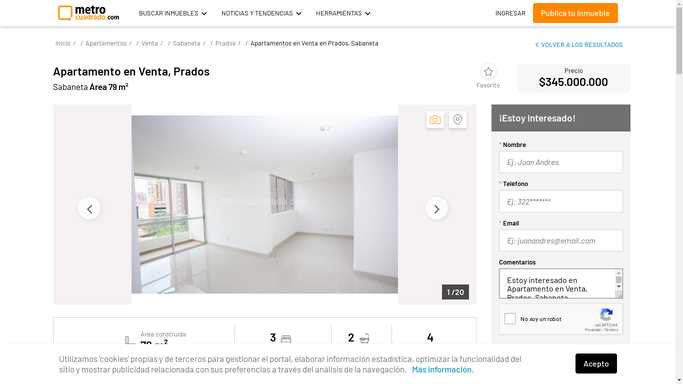 metro
cuadrado.com
BUSCAR INMUEBLES
NOTICIAS Y TENDENCIAS
HERRAMIENTAS
INGRESAR
Publica tu Inmueble
Inicio / / Apartamentos / / Venta / / Sabaneta / / Prados / / Apartamentos en Venta en Prados, Sabaneta
VOLVER A LOS RESULTADOS
Apartamento en Venta, Prados
Sabaneta Área 79 m²
Favorito
Precio
$345.000.000
1 / 20
¡Estoy Interesado!
* Nombre
Ej: Juan Andres
* Teléfono
Ej: 322*******
* Email
Ej: juanandres@email.com
Comentarios
Estoy interesado en
Apartamento en Venta,
Prados, Sabaneta
No soy un robot
reCAPTCHA
Privacidad - Términos
Área construida
79 m²
3
2
4
Utilizamos 'cookies' propias y de terceros para gestionar el portal, elaborar información estadística, optimizar la funcionalidad del
sitio y mostrar publicidad relacionada con sus preferencias a través del análisis de la navegación. Más información.
Acepto